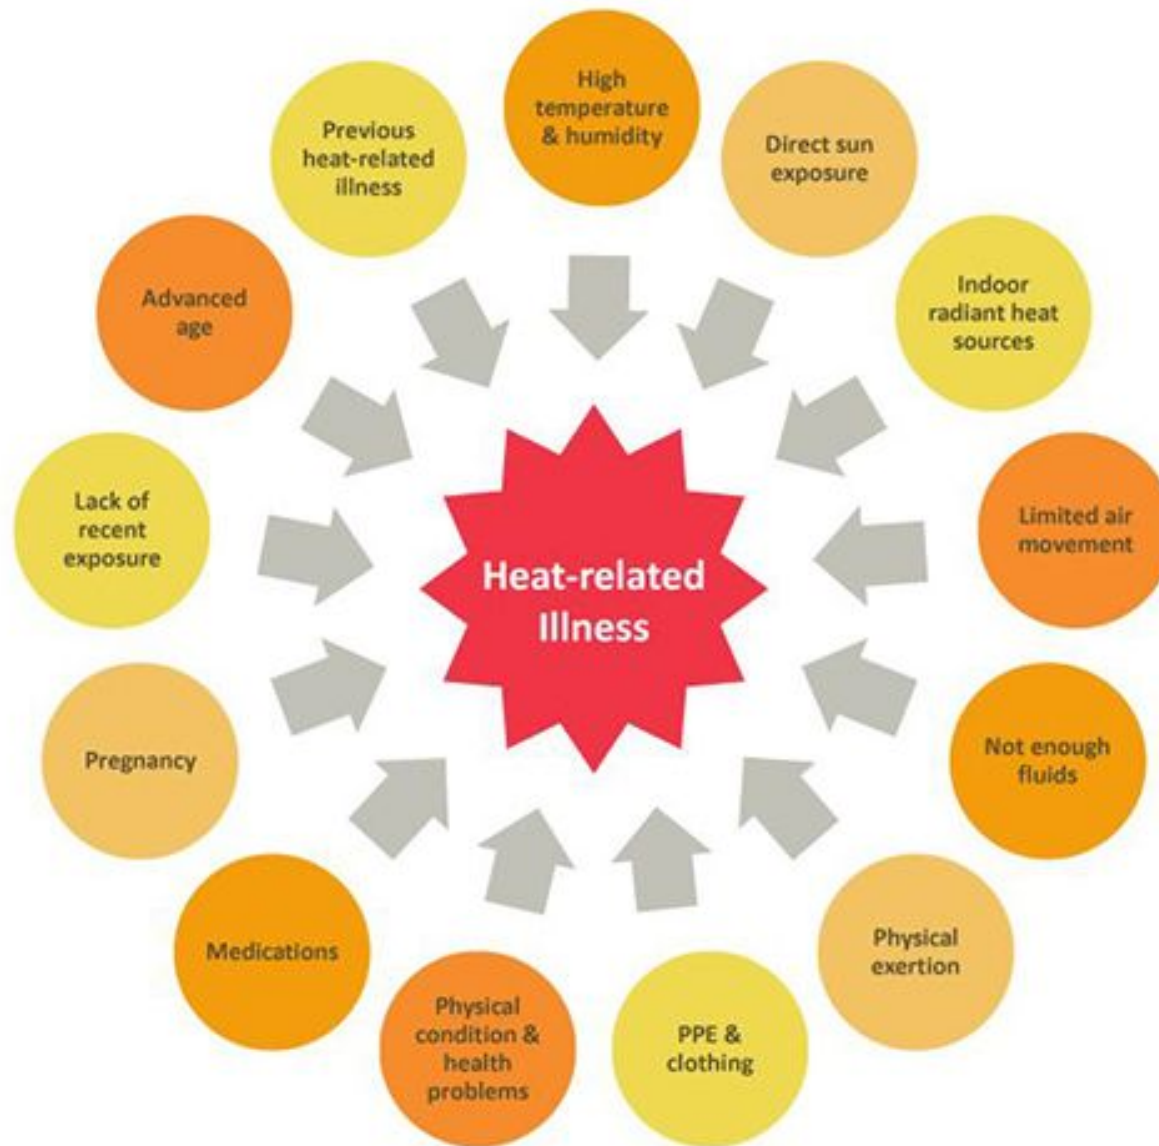 High
temperature
& humidity
Direct sun
exposure
Indoor
radiant heat
sources
Limited air
movement
Not enough
fluids
Physical
exertion
PPE &
clothing
Physical
condition &
health
problems
Medications
Pregnancy
Lack of
recent
exposure
Advanced
age
Previous
heat-related
illness
Heat-related
Illness